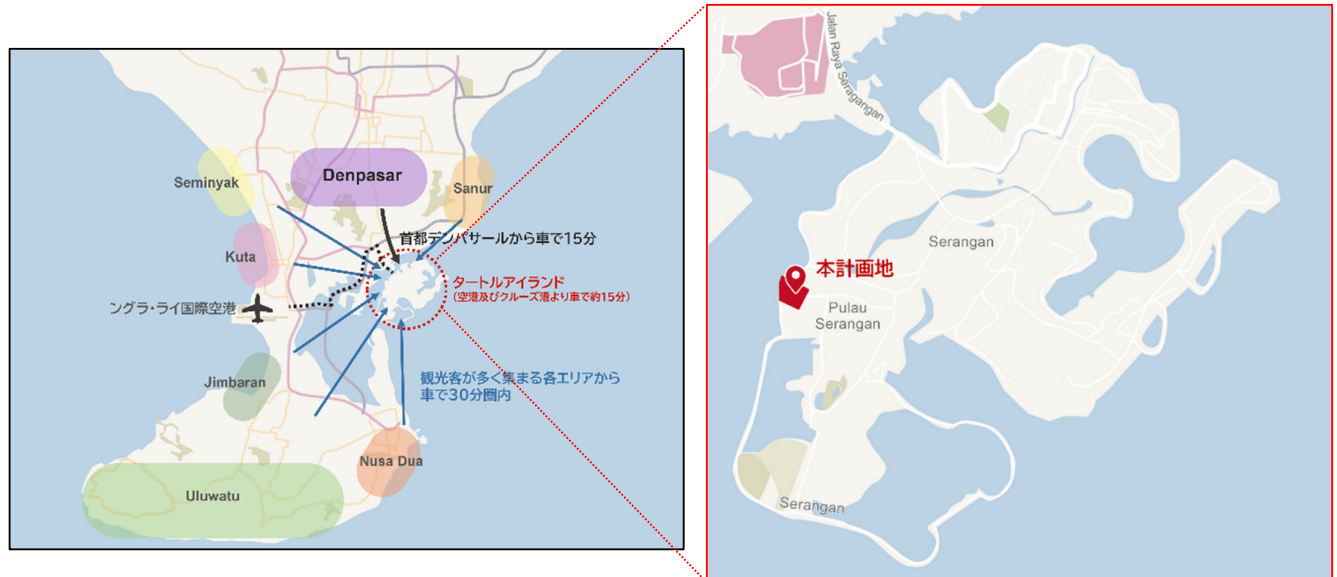 Seminyak
Denpasar
Sanur
首都デンパサールから車で15分
Kuta
タートルアイランド
(空港及びクルーズ港より車で約15分)
ングラ・ライ国際空港
Jimbaran
観光客が多く集まる各エリアから
車で30分圏内
Nusa Dua
Uluwatu
Jalan Raya Seragangan
Serangan
本計画地
Pulau
Serangan
Serangan